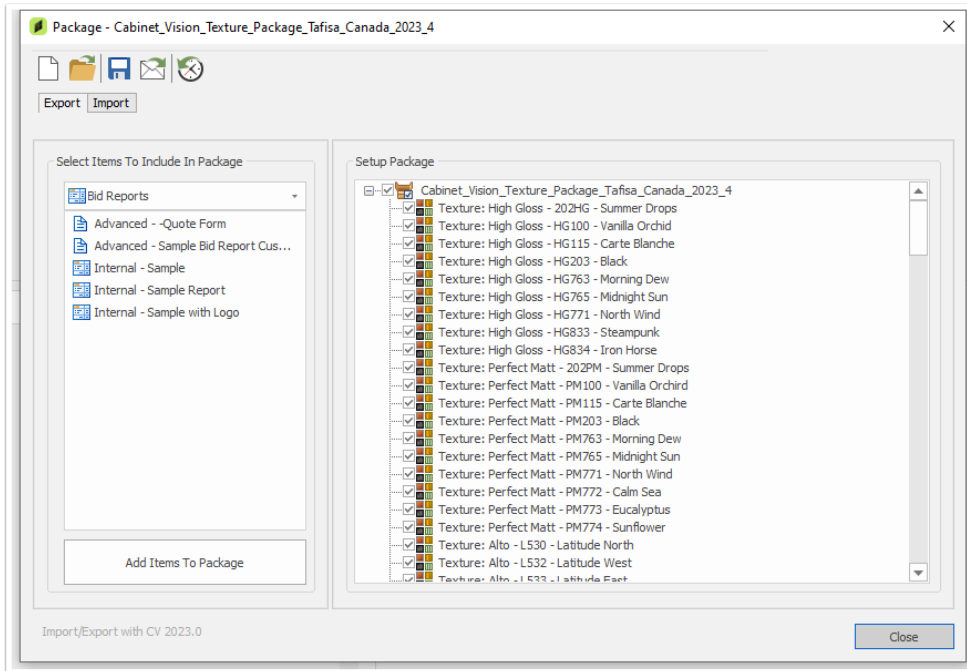 Package - Cabinet_Vision_Texture_Package_Tafisa_Canada_2023_4
Export Import
Select Items To Include In Package
Bid Reports
Advanced - -Quote Form
Advanced - Sample Bid Report Cus...
Internal - Sample
Internal - Sample Report
Internal - Sample with Logo
Add Items To Package
Setup Package
Cabinet_Vision_Texture_Package_Tafisa_Canada_2023_4
Texture: High Gloss - 202HG - Summer Drops
Texture: High Gloss - HG100 - Vanilla Orchid
Texture: High Gloss - HG115 - Carte Blanche
Texture: High Gloss - HG203 - Black
Texture: High Gloss - HG763 - Morning Dew
Texture: High Gloss - HG765 - Midnight Sun
Texture: High Gloss - HG771 - North Wind
Texture: High Gloss - HG833 - Steampunk
Texture: High Gloss - HG834 - Iron Horse
Texture: Perfect Matt - 202PM - Summer Drops
Texture: Perfect Matt - PM100 - Vanilla Orchird
Texture: Perfect Matt - PM115 - Carte Blanche
Texture: Perfect Matt - PM203 - Black
Texture: Perfect Matt - PM763 - Morning Dew
Texture: Perfect Matt - PM765 - Midnight Sun
Texture: Perfect Matt - PM771 - North Wind
Texture: Perfect Matt - PM772 - Calm Sea
Texture: Perfect Matt - PM773 - Eucalyptus
Texture: Perfect Matt - PM774 - Sunflower
Texture: Alto - L530 - Latitude North
Texture: Alto - L532 - Latitude West
Texture: Alto - L533 - Latitude East
Import/Export with CV 2023.0
Close